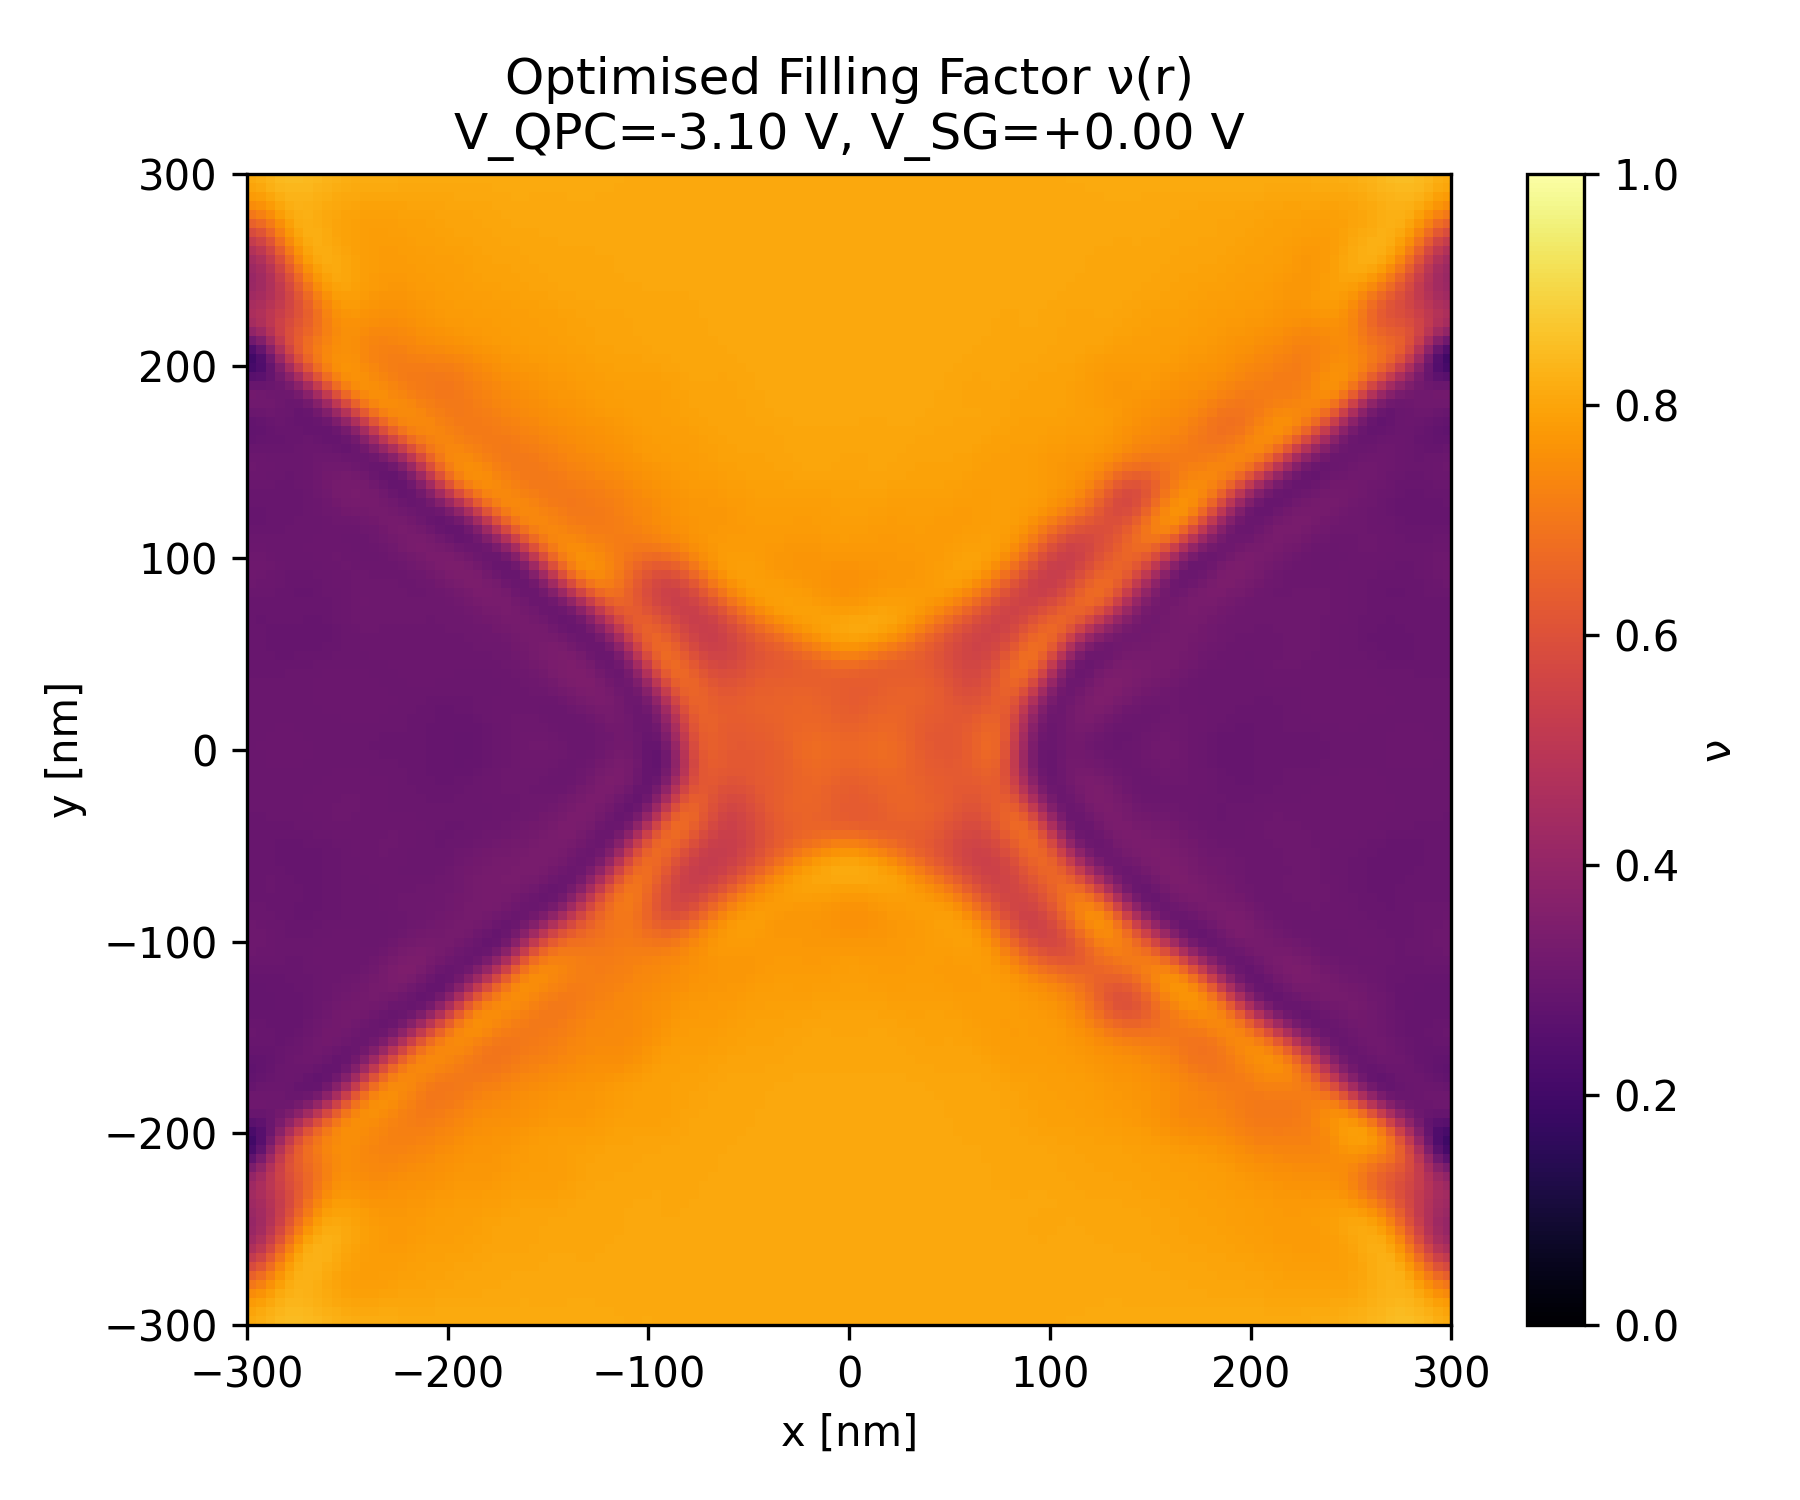 Optimised Filling Factor ν(r)
V_QPC=-3.10 V, V_SG=+0.00 V
300
200
100
0
−100
−200
−300
y [nm]
−300 −200 −100 0 100 200 300
x [nm]
1.0
0.8
0.6
0.4
0.2
0.0
ν